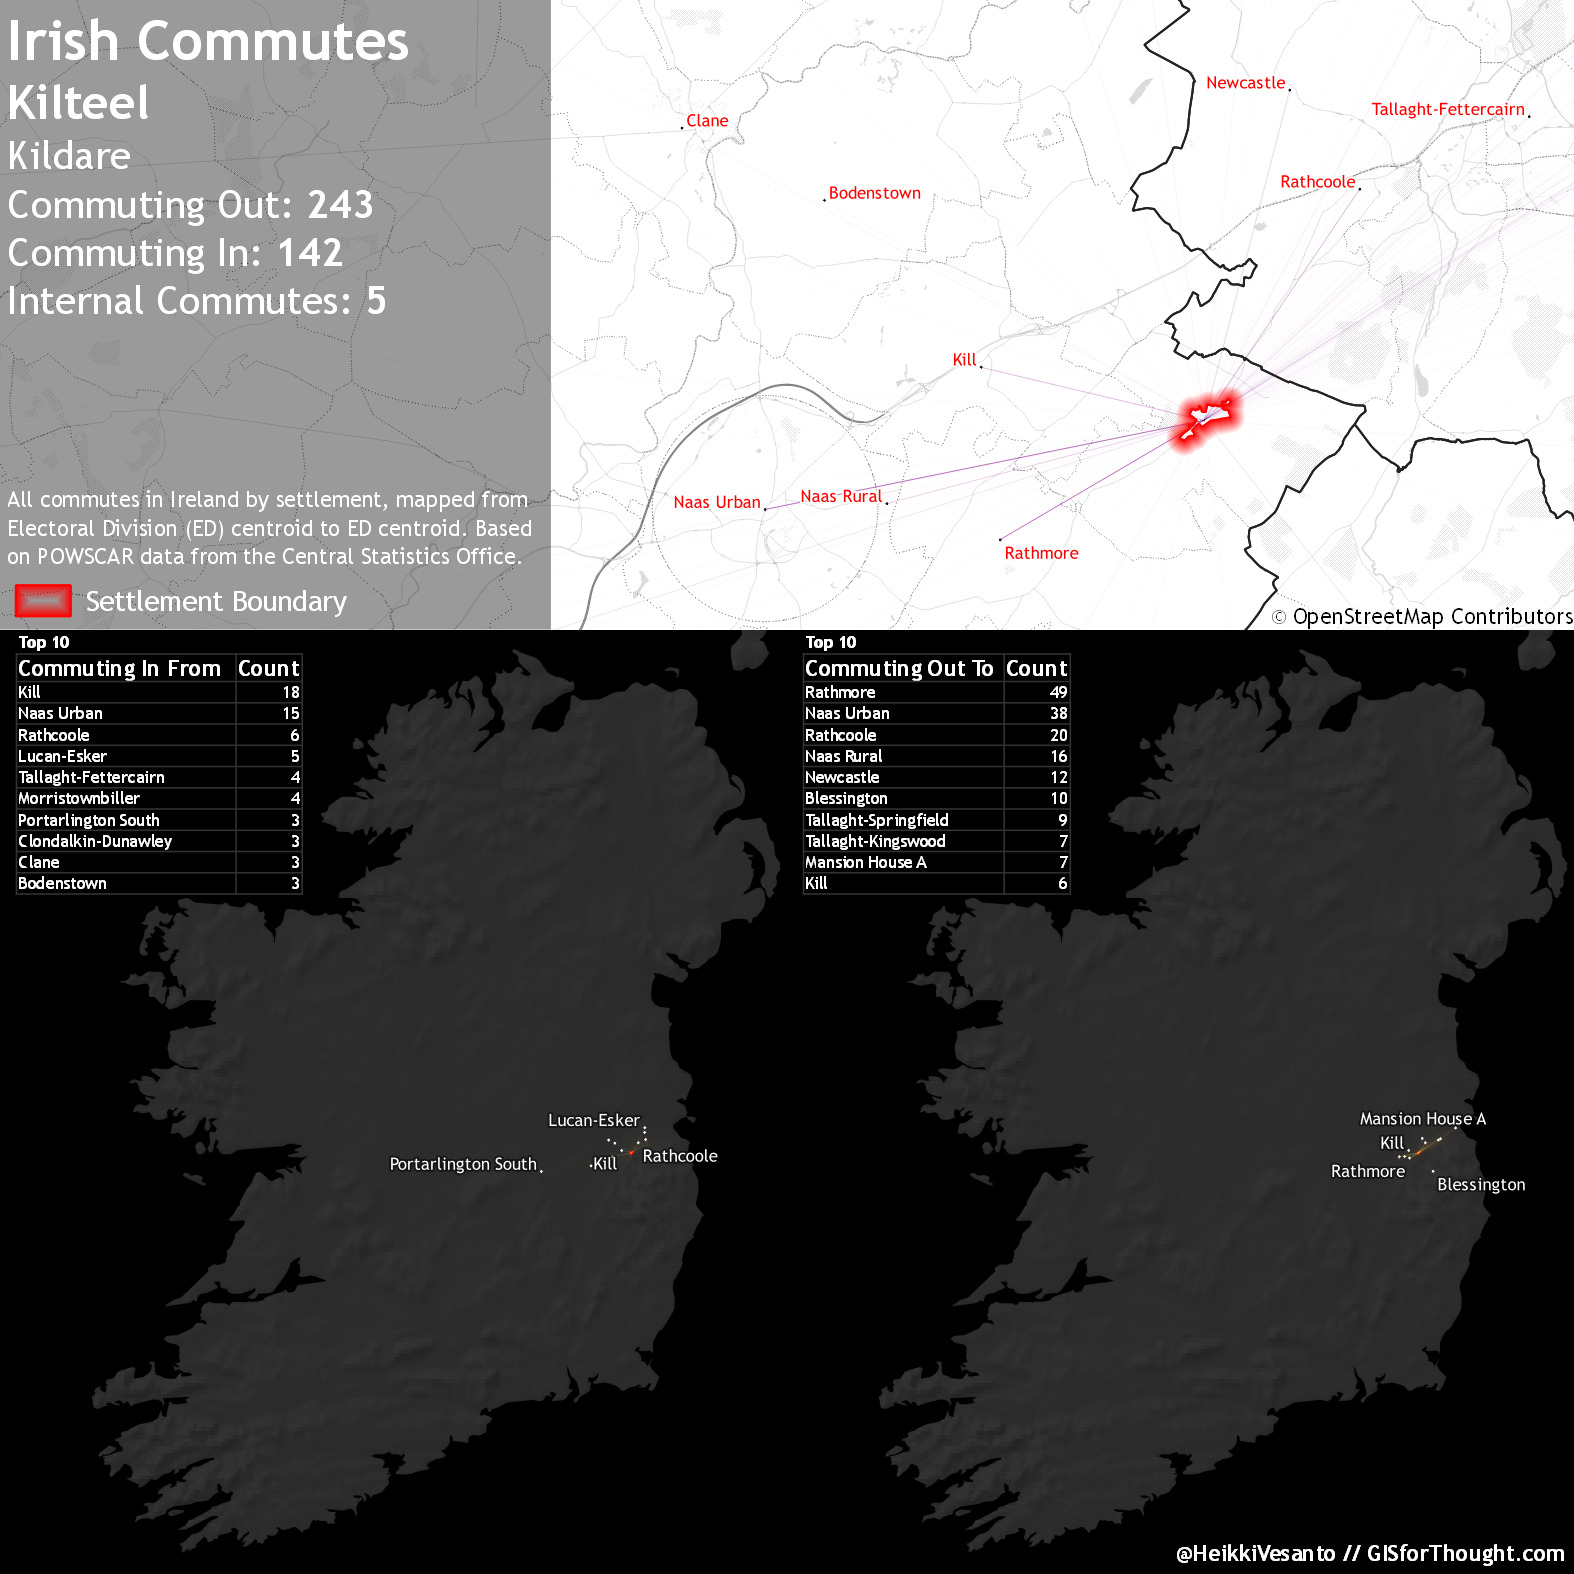 Irish Commutes
Kilteel
Kildare
Commuting Out: 243
Commuting In: 142
Internal Commutes: 5
All commutes in Ireland by settlement, mapped from
Electoral Division (ED) centroid to ED centroid. Based
on POWSCAR data from the Central Statistics Office.
Settlement Boundary
Newcastle
Tallaght-Fettercairn
Clane
Rathcoole
Bodenstown
Kill
Naas Urban
Naas Rural
Rathmore
© OpenStreetMap Contributors
Top 10
Commuting In From Count
Kill 18
Naas Urban 15
Rathcoole 6
Lucan-Esker 5
Tallaght-Fettercairn 4
Morristownbiller 4
Portarlington South 3
Clondalkin-Dunawley 3
Clane 3
Bodenstown 3
Top 10
Commuting Out To Count
Rathmore 49
Naas Urban 38
Rathcoole 20
Naas Rural 16
Newcastle 12
Blessington 10
Tallaght-Springfield 9
Tallaght-Kingswood 7
Mansion House A 7
Kill 6
Lucan-Esker
Portarlington South
Kill
Rathcoole
Mansion House A
Kill
Rathmore
Blessington
@HeikkiVesanto // GISforThought.com